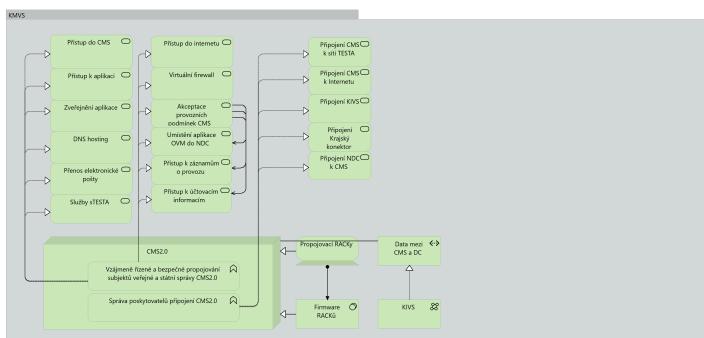 KMVS
Přístup do CMS
Přístup k aplikaci
Zveřejnění aplikace
DNS hosting
Přenos elektronické
pošty
Služby sTESTA
Přístup do internetu
Virtuální firewall
Akceptace
provozních
podmínek CMS
Umístění aplikace
OVM do NDC
Přístup k záznamům
o provozu
Přístup k účtovacím
informacím
Připojení CMS
k síti TESTA
Připojení CMS
k Internetu
Připojení KIVS
Připojení
Krajský
konektor
Připojení NDC
k CMS
CMS2.0
Vzájemně řízené a bezpečné propojování
subjektů veřejné a státní správy CMS2.0
Správa poskytovatelů připojení CMS2.0
Propojovací RACKy
Firmware
RACKů
Data mezi
CMS a DC
KIVS